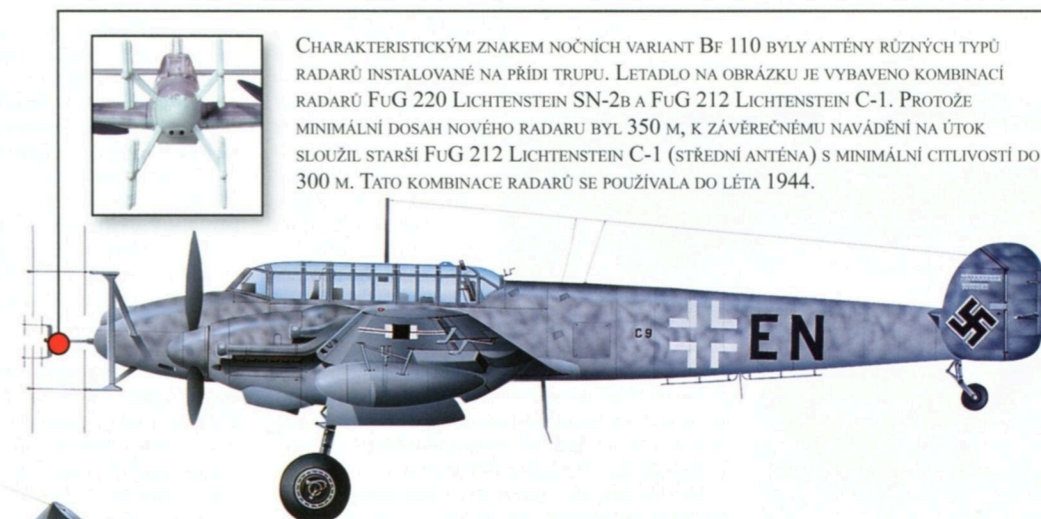 Charakteristickým znakem nočních variant Bf 110 byly antény různých typů
radarů instalované na přídi trupu. Letadlo na obrázku je vybaveno kombinací
radarů FuG 220 Lichtenstein SN-2b a FuG 212 Lichtenstein C-1. Protože
minimální dosah nového radaru byl 350 m, k závěrečnému navádění na útok
sloužil starší FuG 212 Lichtenstein C-1 (střední anténa) s minimální citlivostí do
300 m. Tato kombinace radarů se používala do léta 1944.
C9 EN